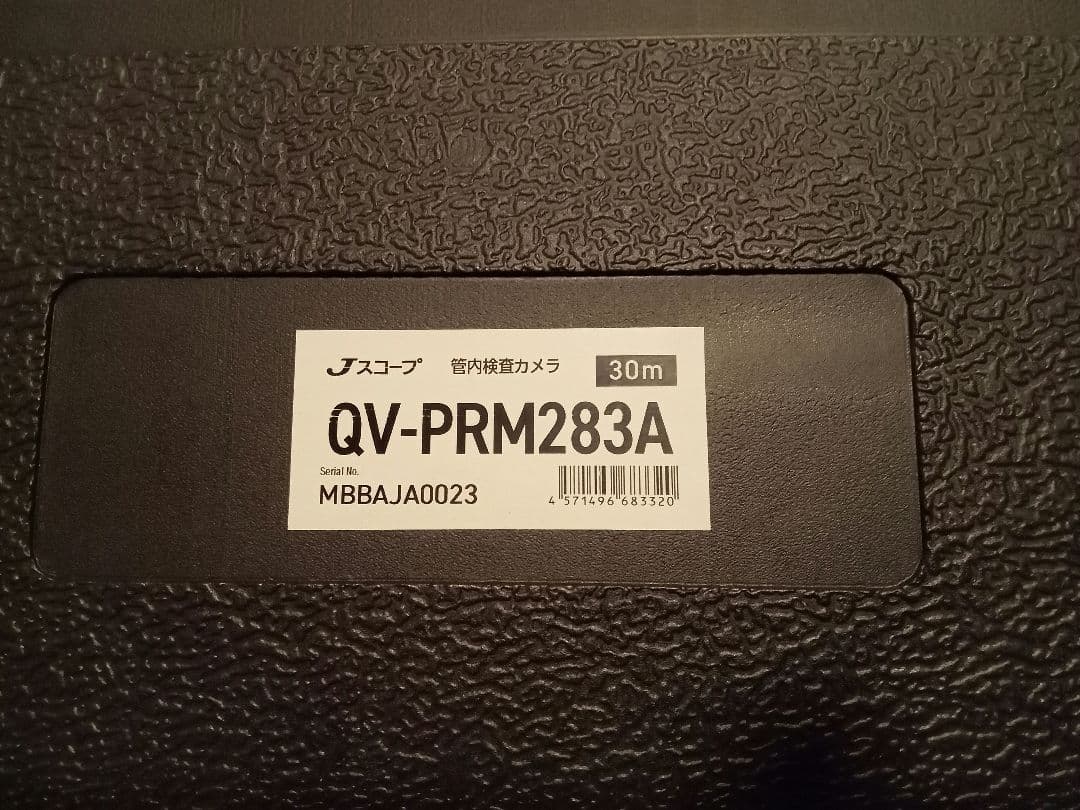 Jスコープ 管内検査カメラ 30m
QV-PRM283A
Serial No.
MBBAJA0023
4 571496 683320